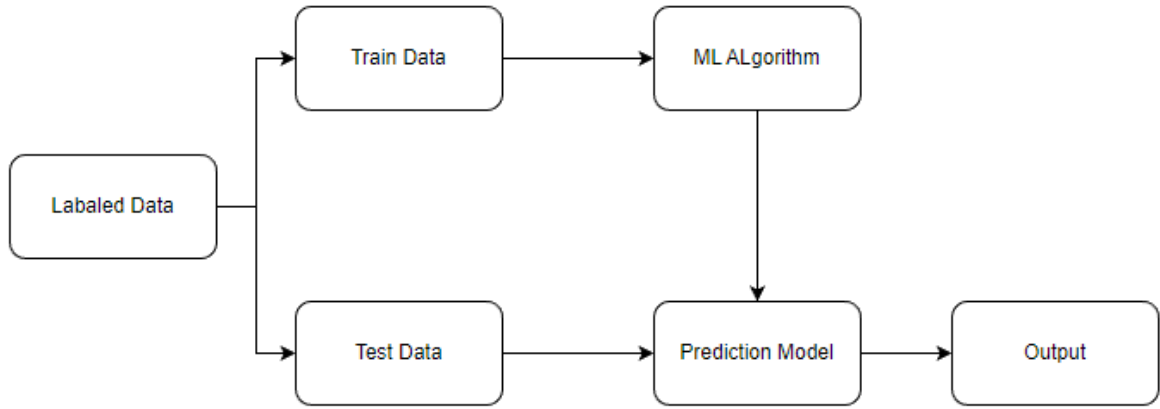 Train Data
ML ALgorithm
Labaled Data
Test Data
Prediction Model
Output